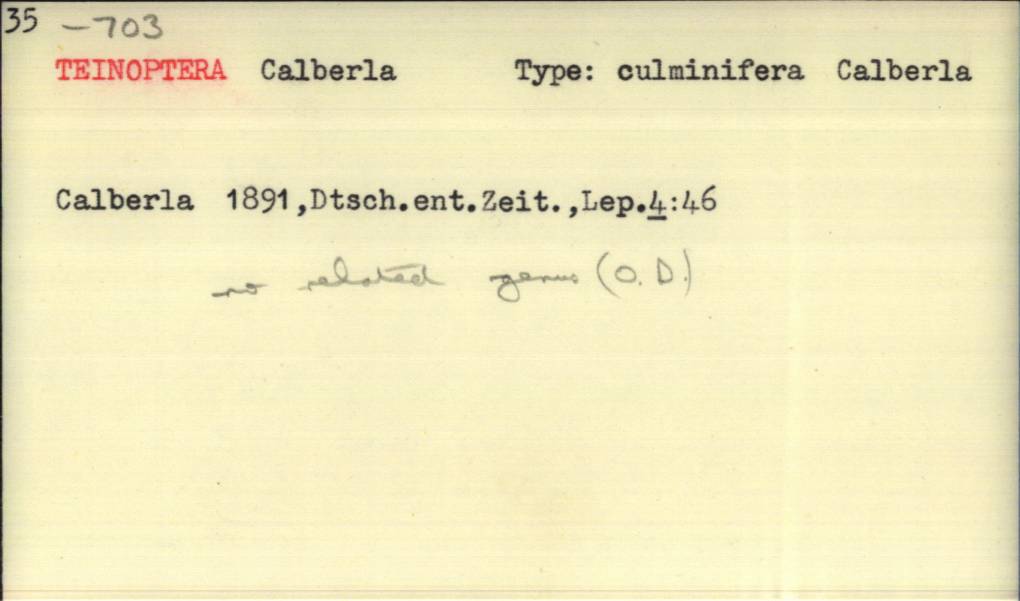 35 -703
TEINOPTERA Calberla Type: culminifera Calberla
Calberla 1891,Dtsch.ent.Zeit.,Lep.4:46
no related genus (O.D.)